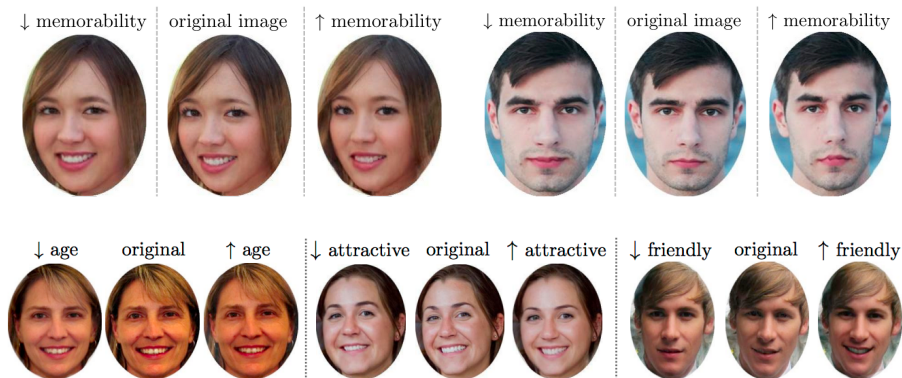 ↓ memorability original image ↑ memorability ↓ memorability original image ↑ memorability
↓ age original ↑ age ↓ attractive original ↑ attractive ↓ friendly original ↑ friendly